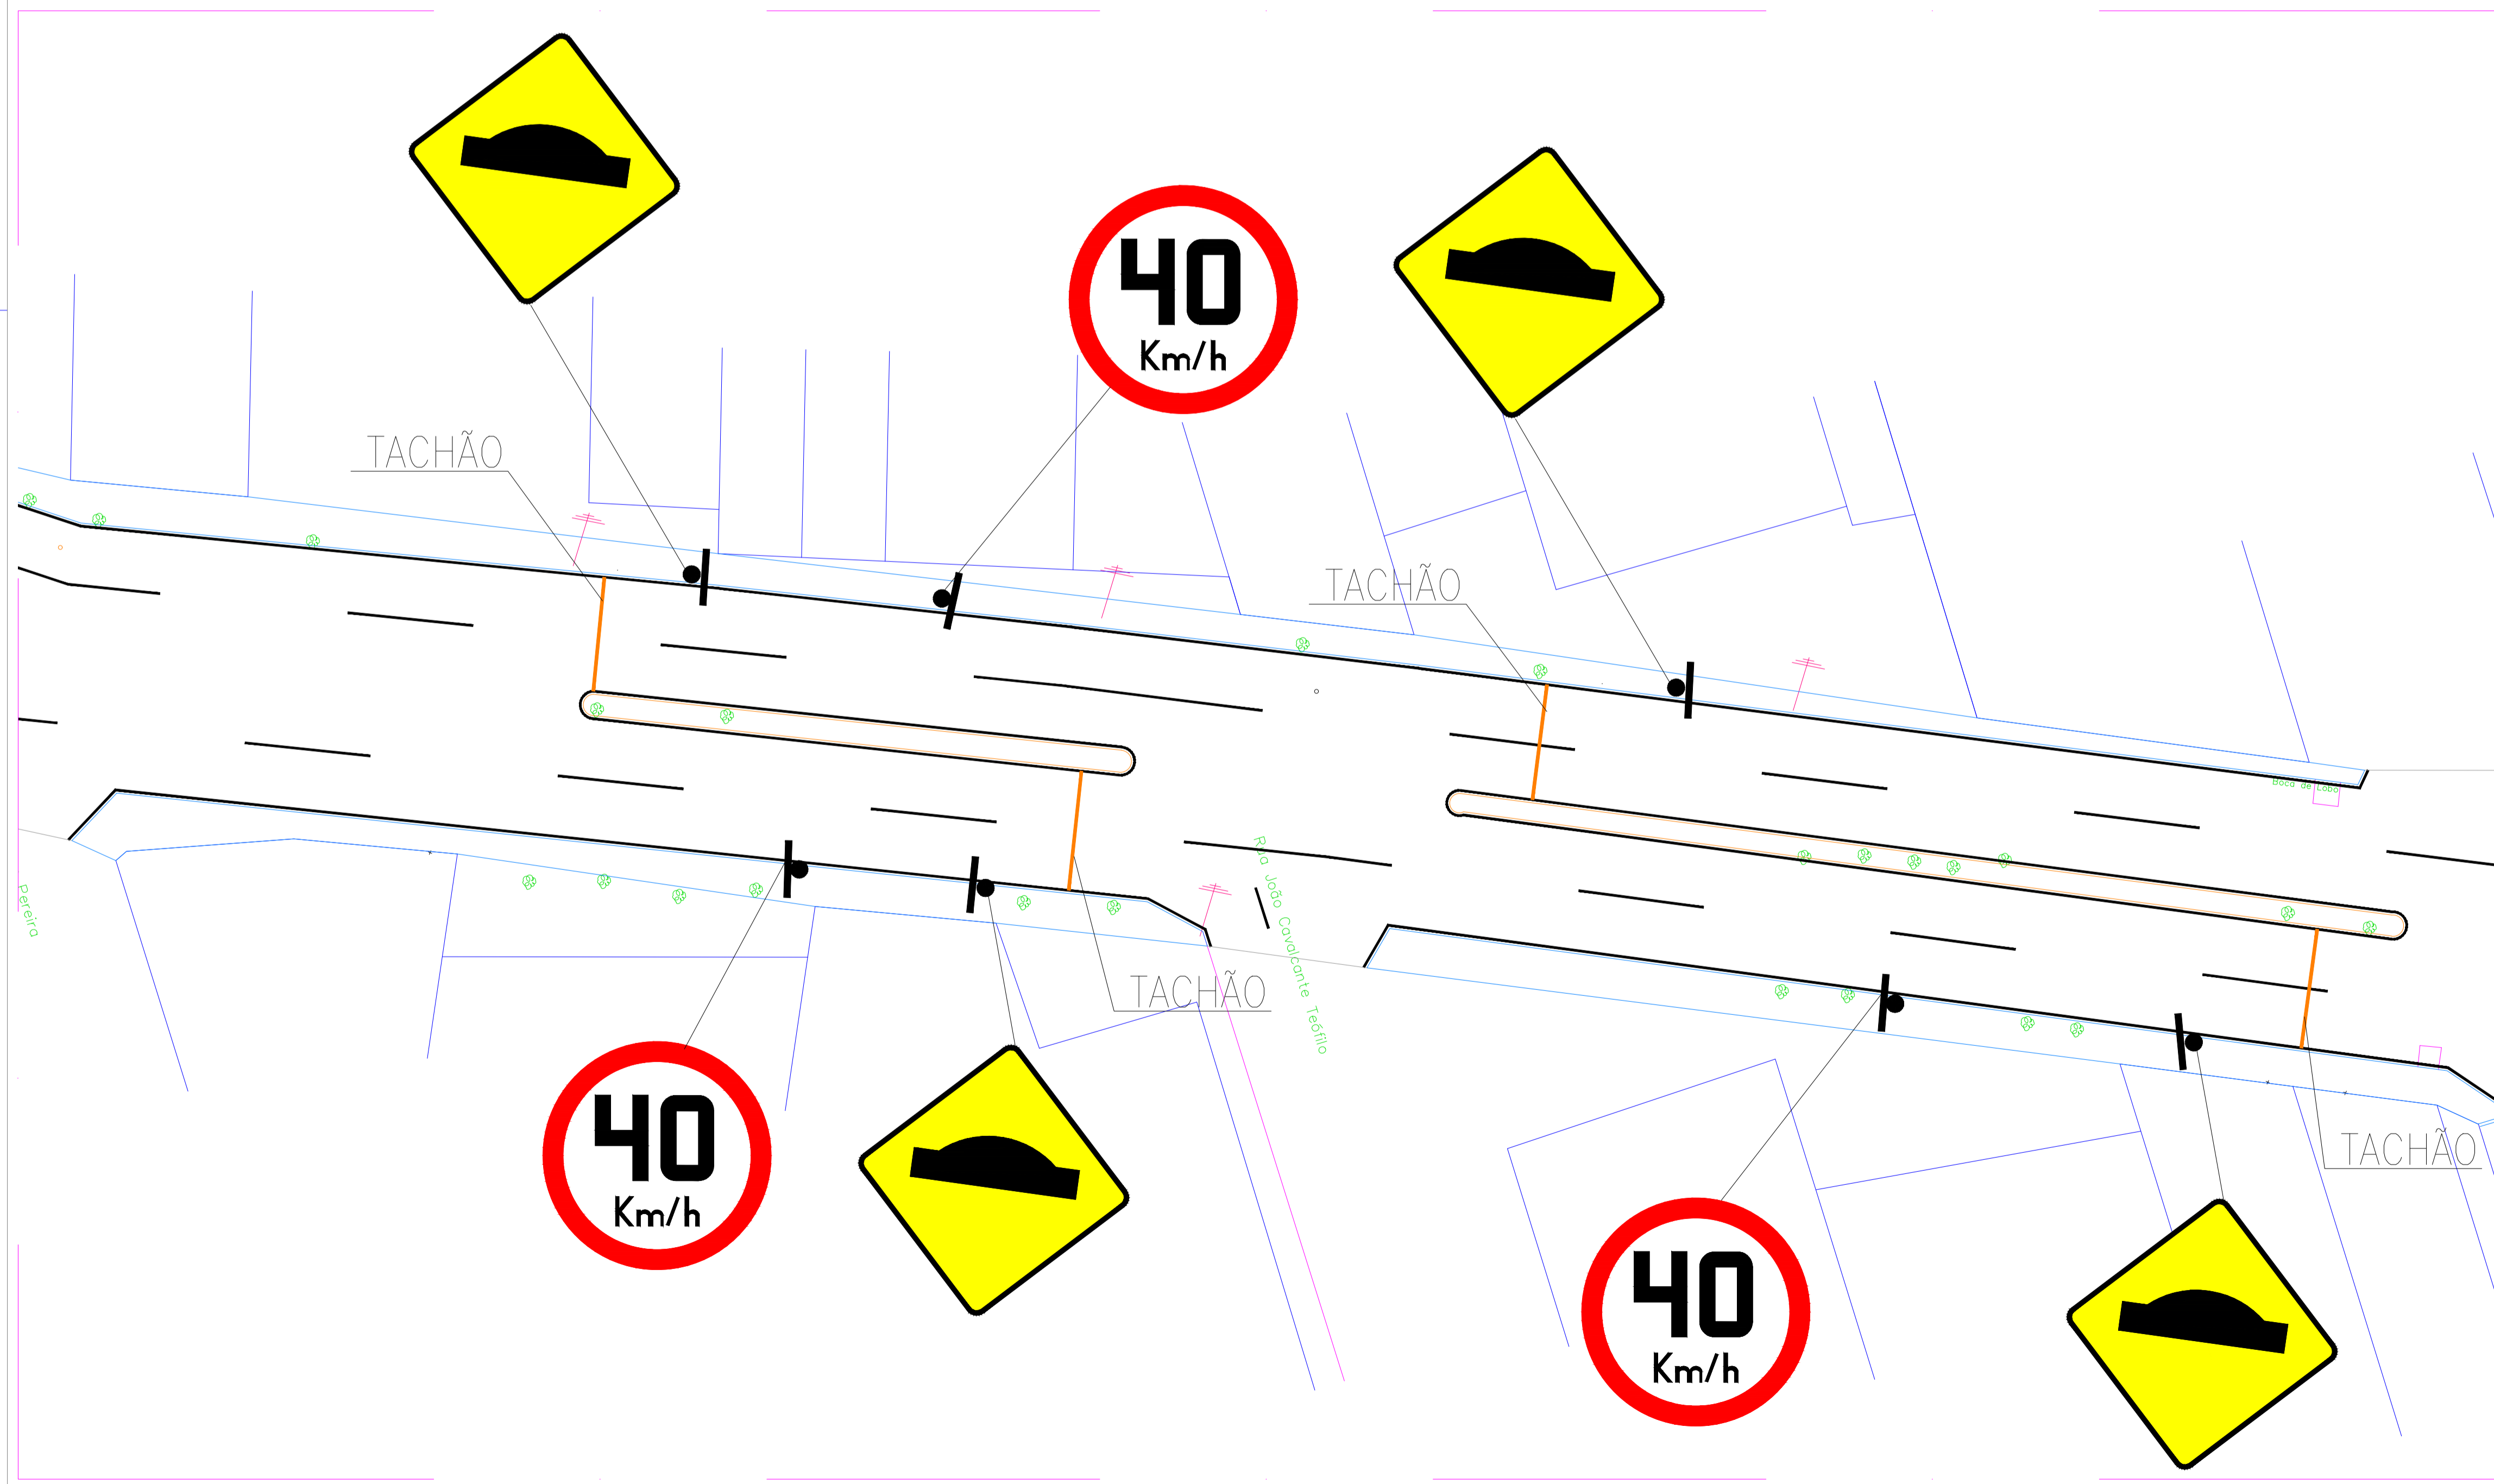 40
Km/h
TACHÃO
TACHÃO
Boca de Lobo
Pereira
Rua João Cavalcante Teófilo
TACHÃO
40
Km/h
TACHÃO
40
Km/h